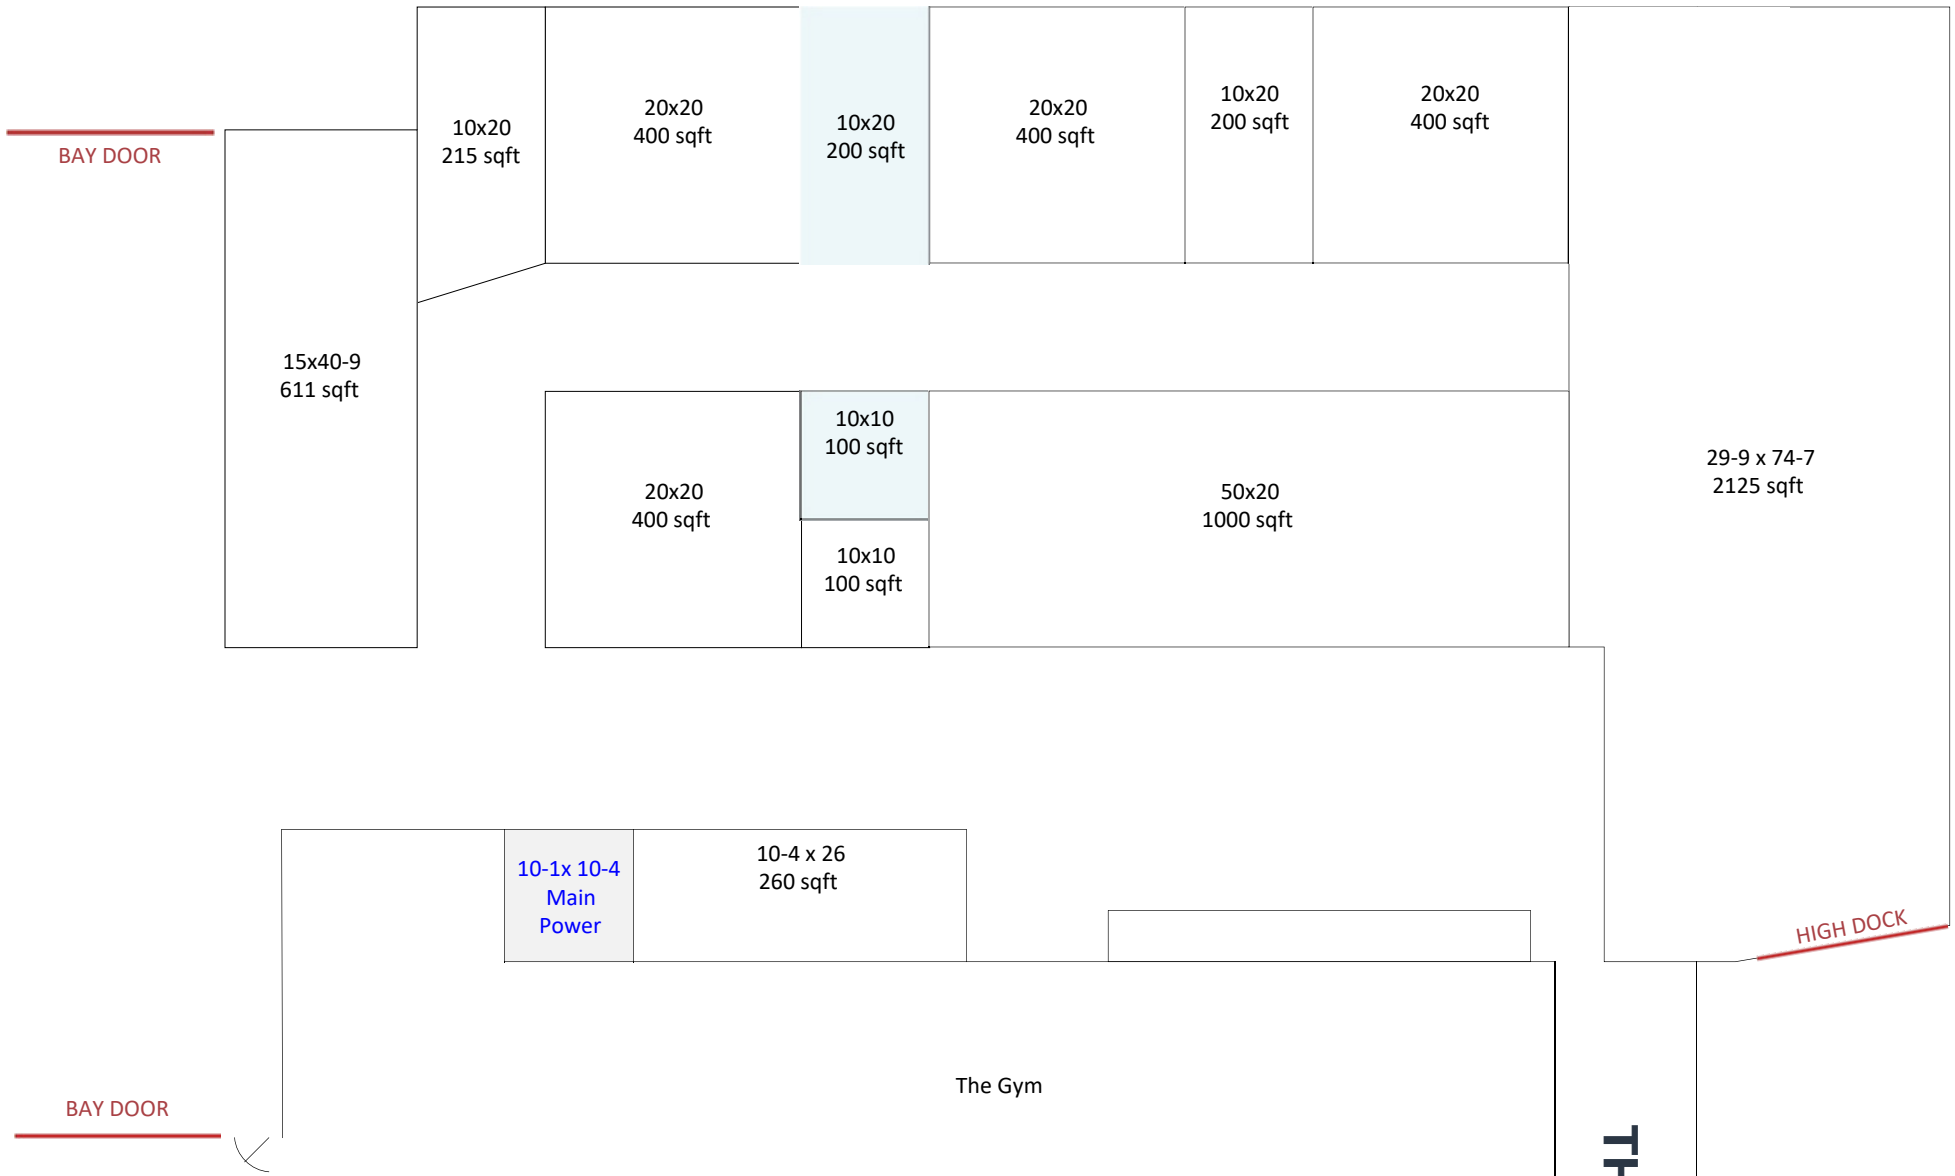 10x20
215 sqft
20x20
400 sqft
10x20
200 sqft
20x20
400 sqft
10x20
200 sqft
20x20
400 sqft
BAY DOOR
15x40-9
611 sqft
20x20
400 sqft
10x10
100 sqft
10x10
100 sqft
50x20
1000 sqft
29-9 x 74-7
2125 sqft
10-1x 10-4
Main
Power
10-4 x 26
260 sqft
HIGH DOCK
The Gym
BAY DOOR